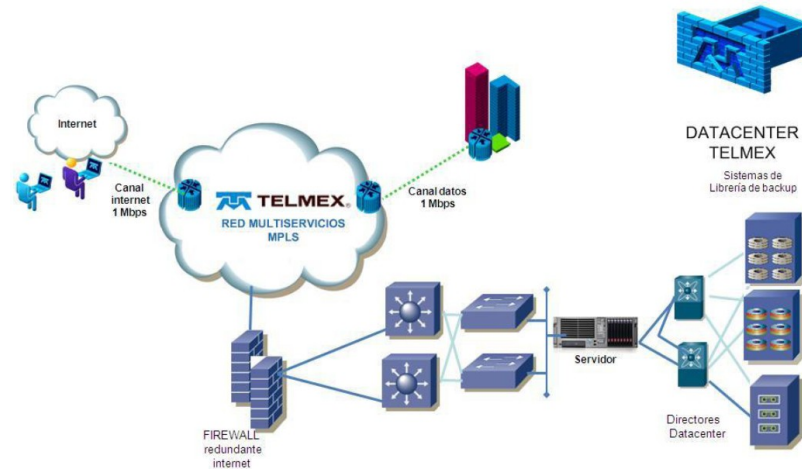 Internet
Canal
internet
1 Mbps
TELMEX®
RED MULTISERVICIOS
MPLS
Canal datos
1 Mbps
DATACENTER
TELMEX
Sistemas de
Librería de backup
Servidor
Directores
Datacenter
FIREWALL
redundante
internet